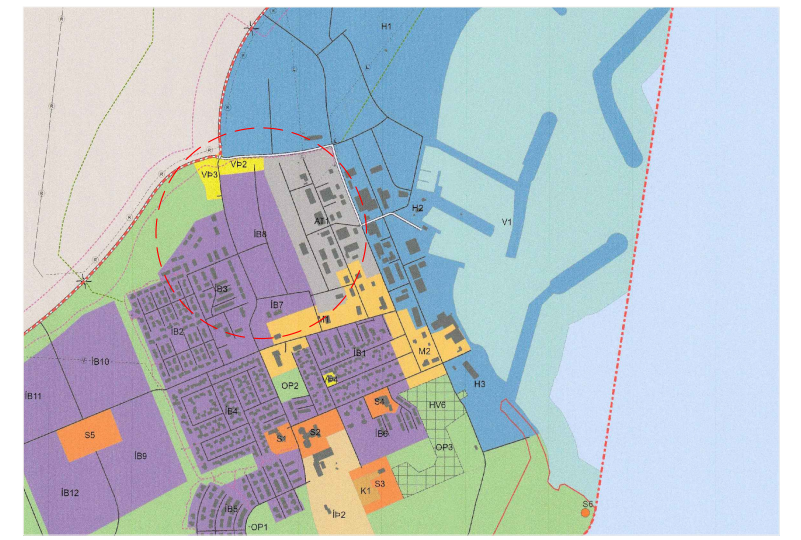 H1
VÞ2
VÞ3
AT1
H2
V1
ÍB8
ÍB3
ÍB7
M1
ÍB2
ÍB1
M2
ÍB10
H3
VÞ4
OP2
ÍB11
ÍB4
S4
HV6
S5
S1
S2
ÍB6
OP3
ÍB9
S3
K1
ÍB12
S6
ÍB5
ÍÞ2
OP1